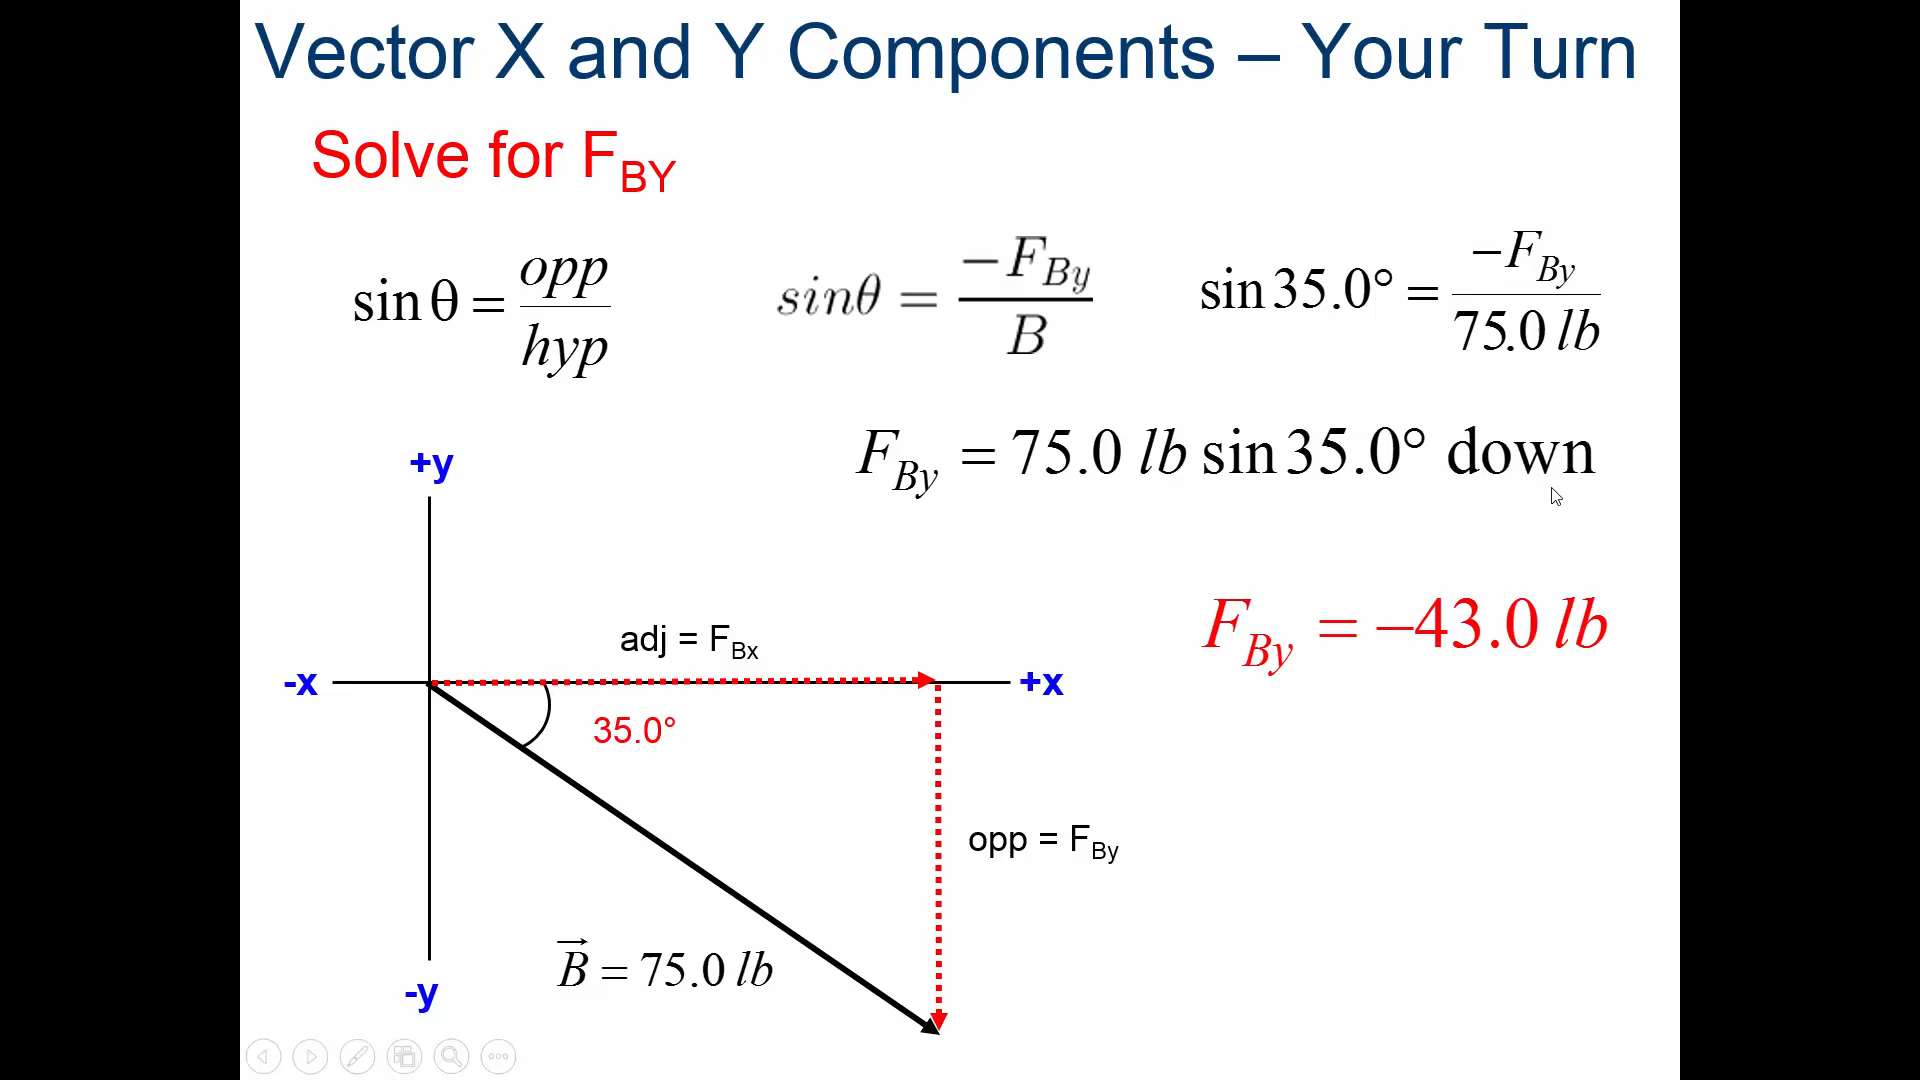 Vector X and Y Components – Your Turn
Solve for F_BY
sin θ = opp/hyp
sinθ = −F_By/B
sin 35.0° = −F_By/75.0 lb
F_By = 75.0 lb sin 35.0° down
F_By = −43.0 lb
+y
adj = F_Bx
-x
+x
35.0°
opp = F_By
B⃗ = 75.0 lb
-y